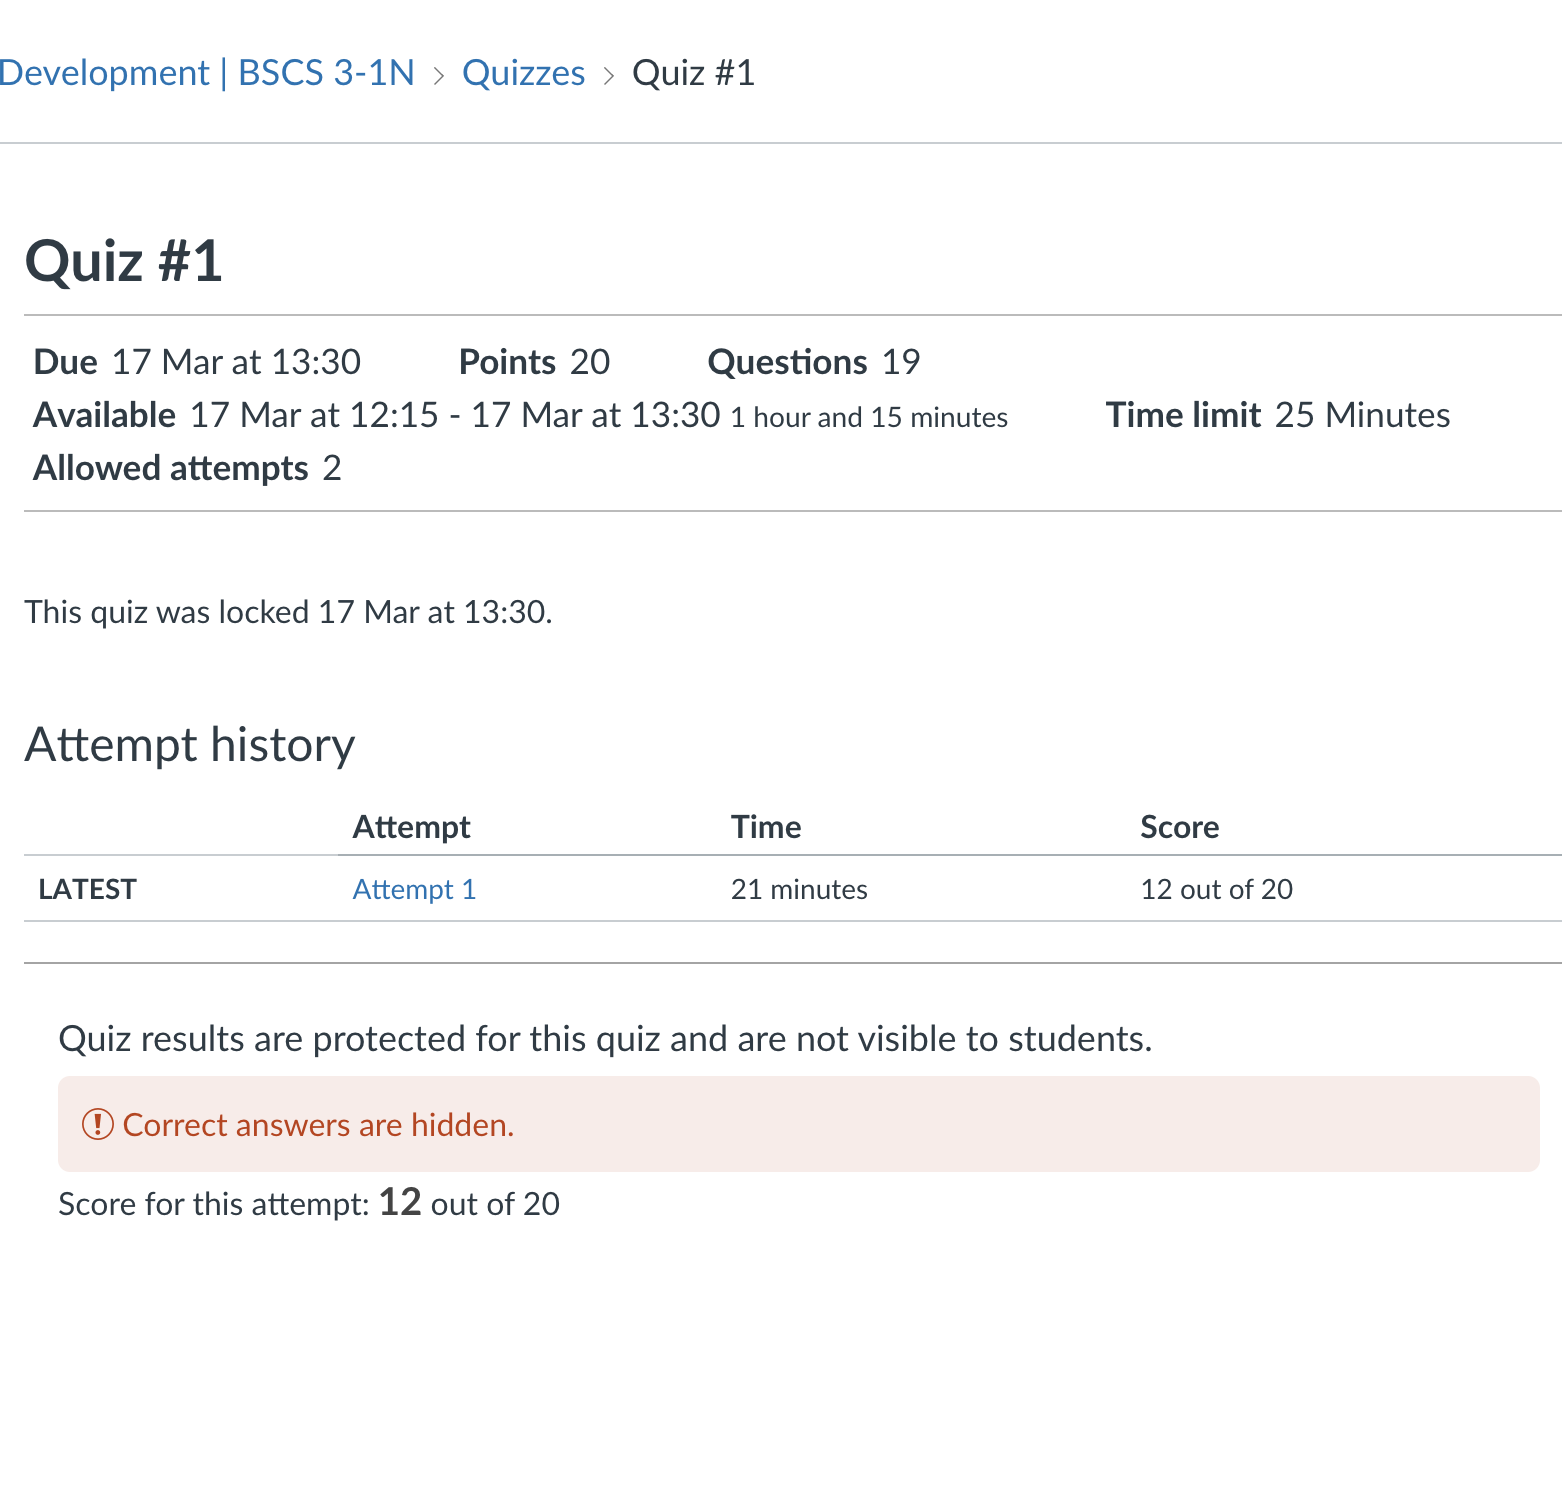 Development | BSCS 3-1N > Quizzes > Quiz #1
Quiz #1
Due 17 Mar at 13:30 Points 20 Questions 19
Available 17 Mar at 12:15 - 17 Mar at 13:30 1 hour and 15 minutes Time limit 25 Minutes
Allowed attempts 2
This quiz was locked 17 Mar at 13:30.
Attempt history
Attempt Time Score
LATEST Attempt 1 21 minutes 12 out of 20
Quiz results are protected for this quiz and are not visible to students.
Correct answers are hidden.
Score for this attempt: 12 out of 20